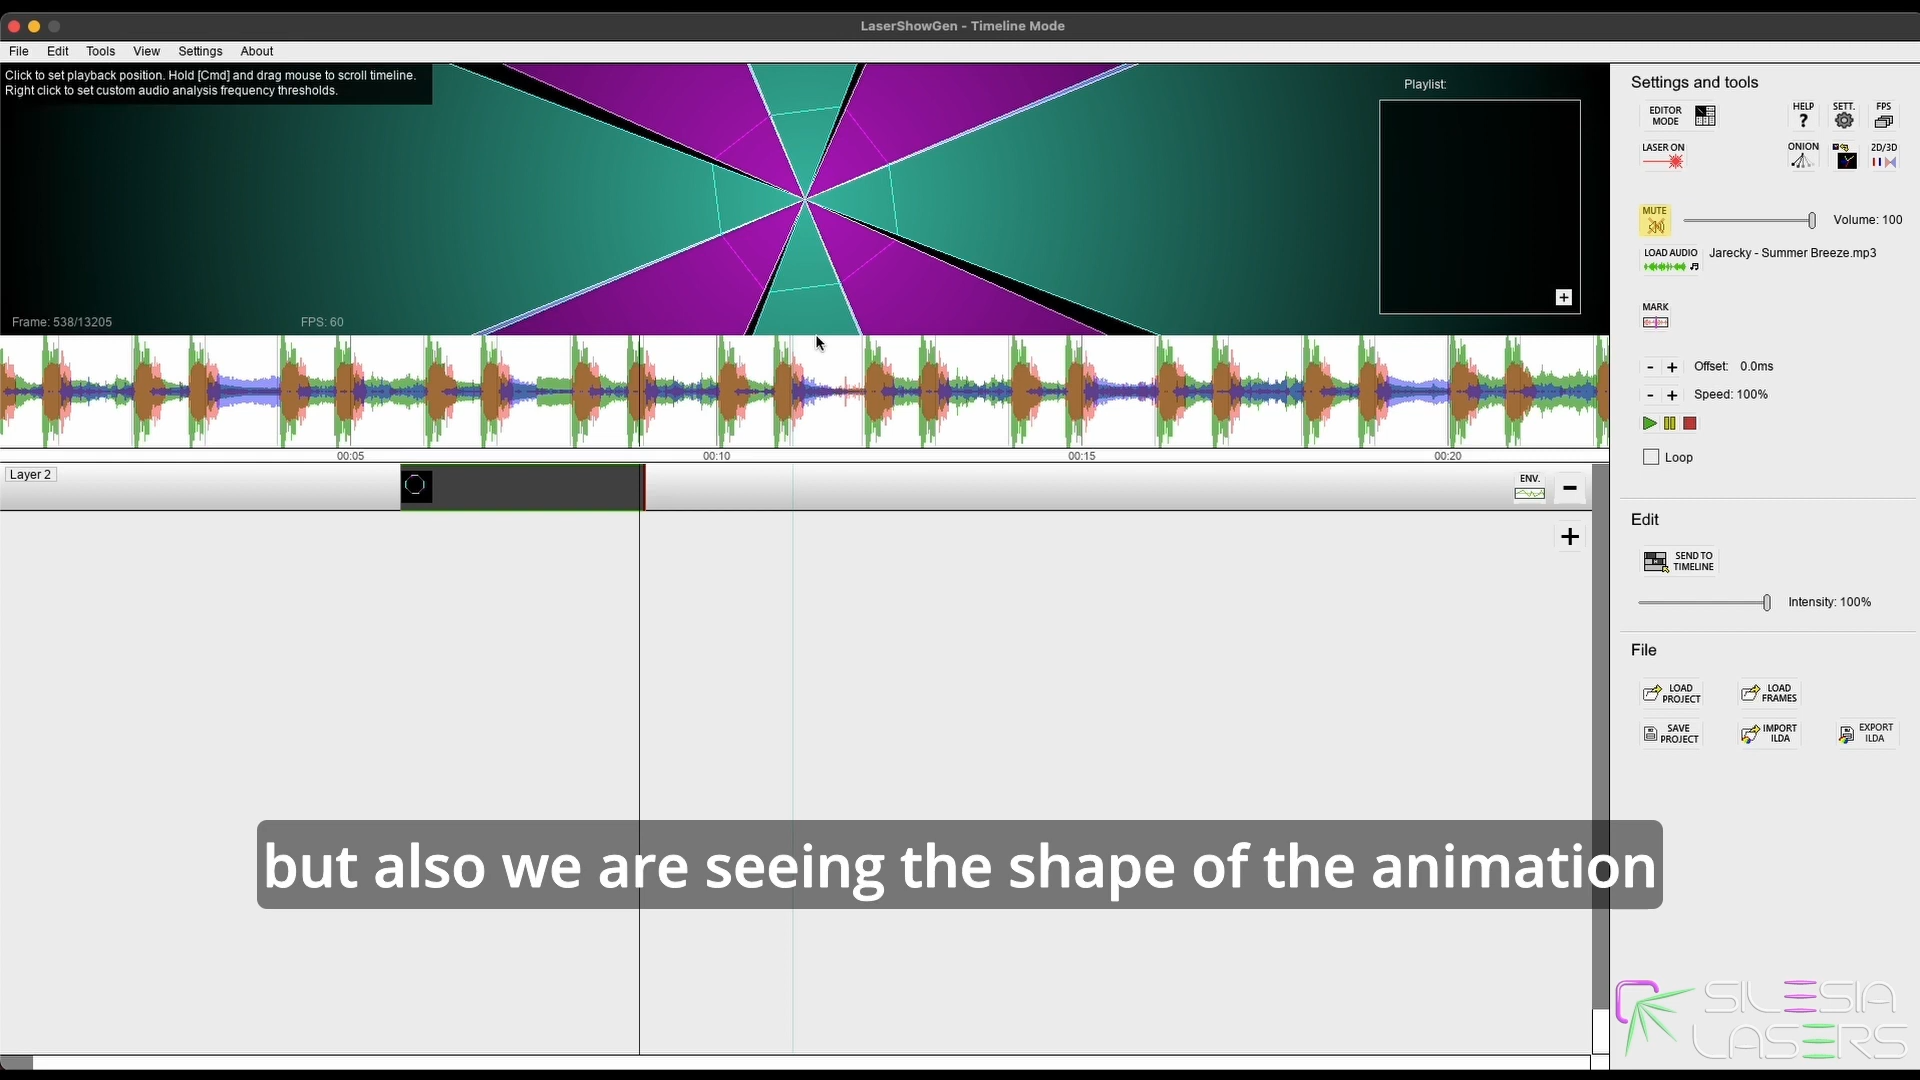 LaserShowGen - Timeline Mode
File Edit Tools View Settings About
Click to set playback position. Hold [Cmd] and drag mouse to scroll timeline.
Right click to set custom audio analysis frequency thresholds.
Playlist:
+
Frame: 538/13205
FPS: 60
00:05 00:10 00:15 00:20
Layer 2
ENV.
Settings and tools
EDITOR
MODE
HELP
?
SETT.
FPS
LASER ON
ONION
2D/3D
MUTE
Volume: 100
LOAD AUDIO
Jarecky - Summer Breeze.mp3
MARK
- + Offset: 0.0ms
- + Speed: 100%
Loop
Edit
SEND TO
TIMELINE
Intensity: 100%
File
LOAD
PROJECT
LOAD
FRAMES
SAVE
PROJECT
IMPORT
ILDA
EXPORT
ILDA
but also we are seeing the shape of the animation
SILESIA
LASERS